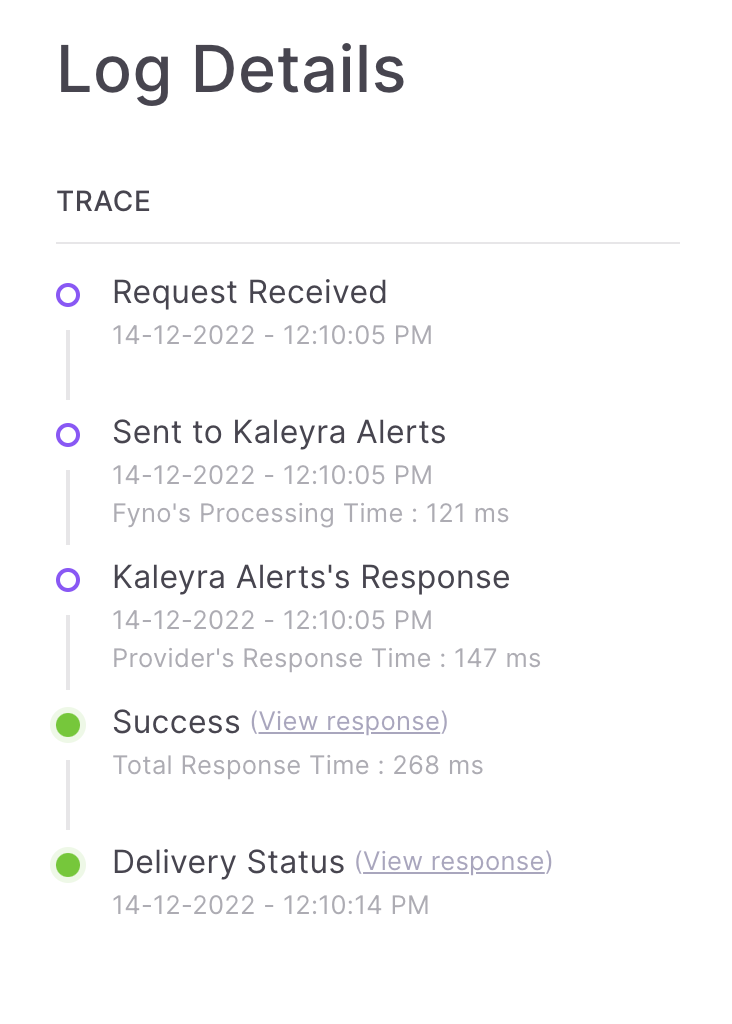 Log Details
TRACE
Request Received
14-12-2022 - 12:10:05 PM
Sent to Kaleyra Alerts
14-12-2022 - 12:10:05 PM
Fyno's Processing Time : 121 ms
Kaleyra Alerts's Response
14-12-2022 - 12:10:05 PM
Provider's Response Time : 147 ms
Success (View response)
Total Response Time : 268 ms
Delivery Status (View response)
14-12-2022 - 12:10:14 PM